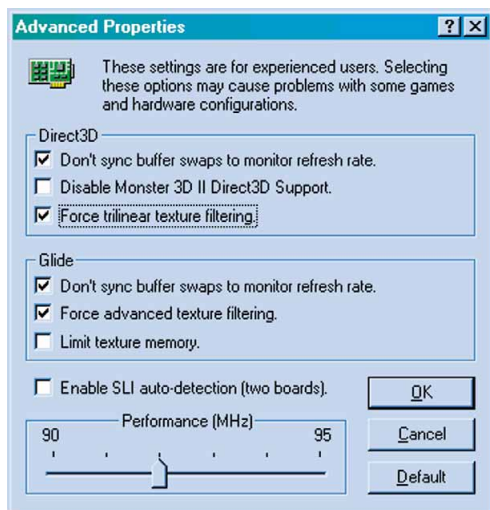 Advanced Properties
These settings are for experienced users. Selecting
these options may cause problems with some games
and hardware configurations.
Direct3D
Don't sync buffer swaps to monitor refresh rate.
Disable Monster 3D II Direct3D Support.
Force trilinear texture filtering.
Glide
Don't sync buffer swaps to monitor refresh rate.
Force advanced texture filtering.
Limit texture memory.
Enable SLI auto-detection (two boards).
OK
Performance (MHz)
90 95
Cancel
Default